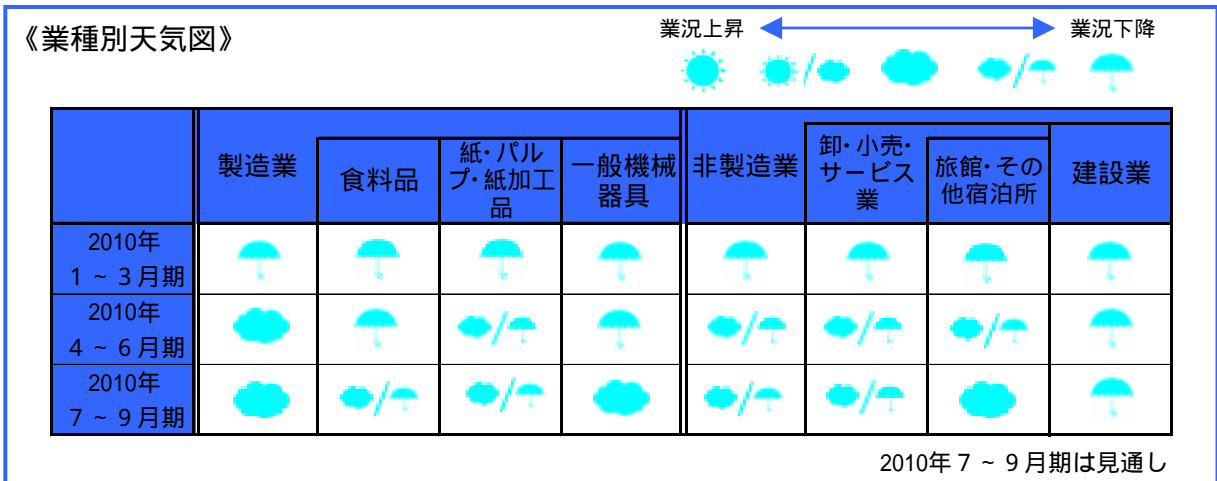 《業種別天気図》
業況上昇
業況下降
製造業
食料品
紙・パル
プ・紙加工
品
一般機械
器具
非製造業
卸・小売・
サービス
業
旅館・その
他宿泊所
建設業
2010年
1 ~ 3 月期
2010年
4 ~ 6 月期
2010年
7 ~ 9 月期
2010年 7 ~ 9 月期は見通し